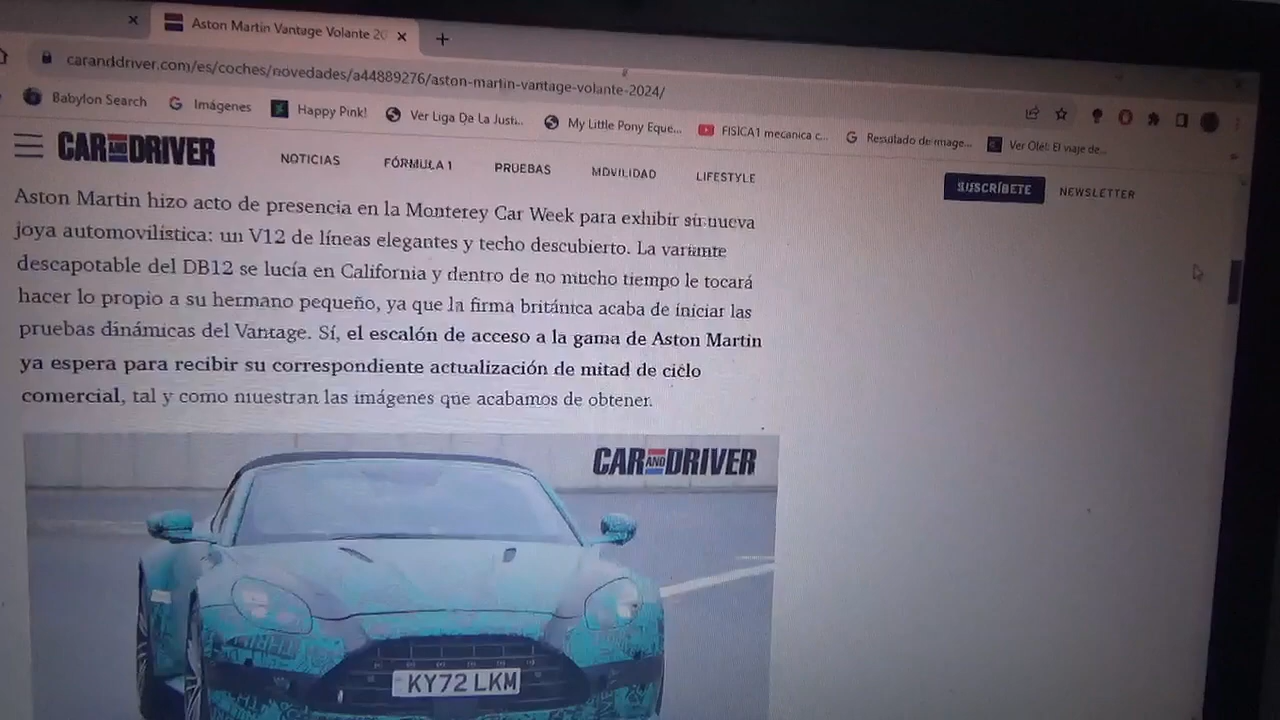 Aston Martin Vantage Volante 20
caranddriver.com/es/coches/novedades/a44889276/aston-martin-vantage-volante-2024/
Babylon Search
Imágenes
Happy Pink!
Ver Liga De La Justi...
My Little Pony Eque...
FISICA1 mecanica c...
Resultado de image...
Ver Olé!: El viaje de...
CAR AND DRIVER
NOTICIAS
FÓRMULA 1
PRUEBAS
MOVILIDAD
LIFESTYLE
SUSCRÍBETE
NEWSLETTER
Aston Martin hizo acto de presencia en la Monterey Car Week para exhibir su nueva
joya automovilística: un V12 de líneas elegantes y techo descubierto. La variante
descapotable del DB12 se lucía en California y dentro de no mucho tiempo le tocará
hacer lo propio a su hermano pequeño, ya que la firma británica acaba de iniciar las
pruebas dinámicas del Vantage. Sí, el escalón de acceso a la gama de Aston Martin
ya espera para recibir su correspondiente actualización de mitad de ciclo
comercial, tal y como muestran las imágenes que acabamos de obtener.
CAR AND DRIVER
KY72 LKM